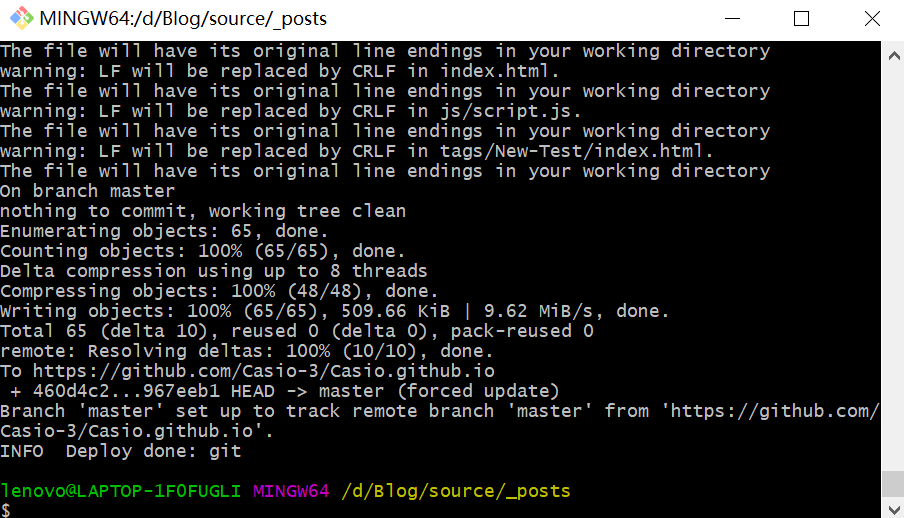 MINGW64:/d/Blog/source/_posts
The file will have its original line endings in your working directory
warning: LF will be replaced by CRLF in index.html.
The file will have its original line endings in your working directory
warning: LF will be replaced by CRLF in js/script.js.
The file will have its original line endings in your working directory
warning: LF will be replaced by CRLF in tags/New-Test/index.html.
The file will have its original line endings in your working directory
On branch master
nothing to commit, working tree clean
Enumerating objects: 65, done.
Counting objects: 100% (65/65), done.
Delta compression using up to 8 threads
Compressing objects: 100% (48/48), done.
Writing objects: 100% (65/65), 509.66 KiB | 9.62 MiB/s, done.
Total 65 (delta 10), reused 0 (delta 0), pack-reused 0
remote: Resolving deltas: 100% (10/10), done.
To https://github.com/Casio-3/Casio.github.io
 + 460d4c2...967eeb1 HEAD -> master (forced update)
Branch 'master' set up to track remote branch 'master' from 'https://github.com/
Casio-3/Casio.github.io'.
INFO  Deploy done: git
lenovo@LAPTOP-1F0FUGLI MINGW64 /d/Blog/source/_posts
$